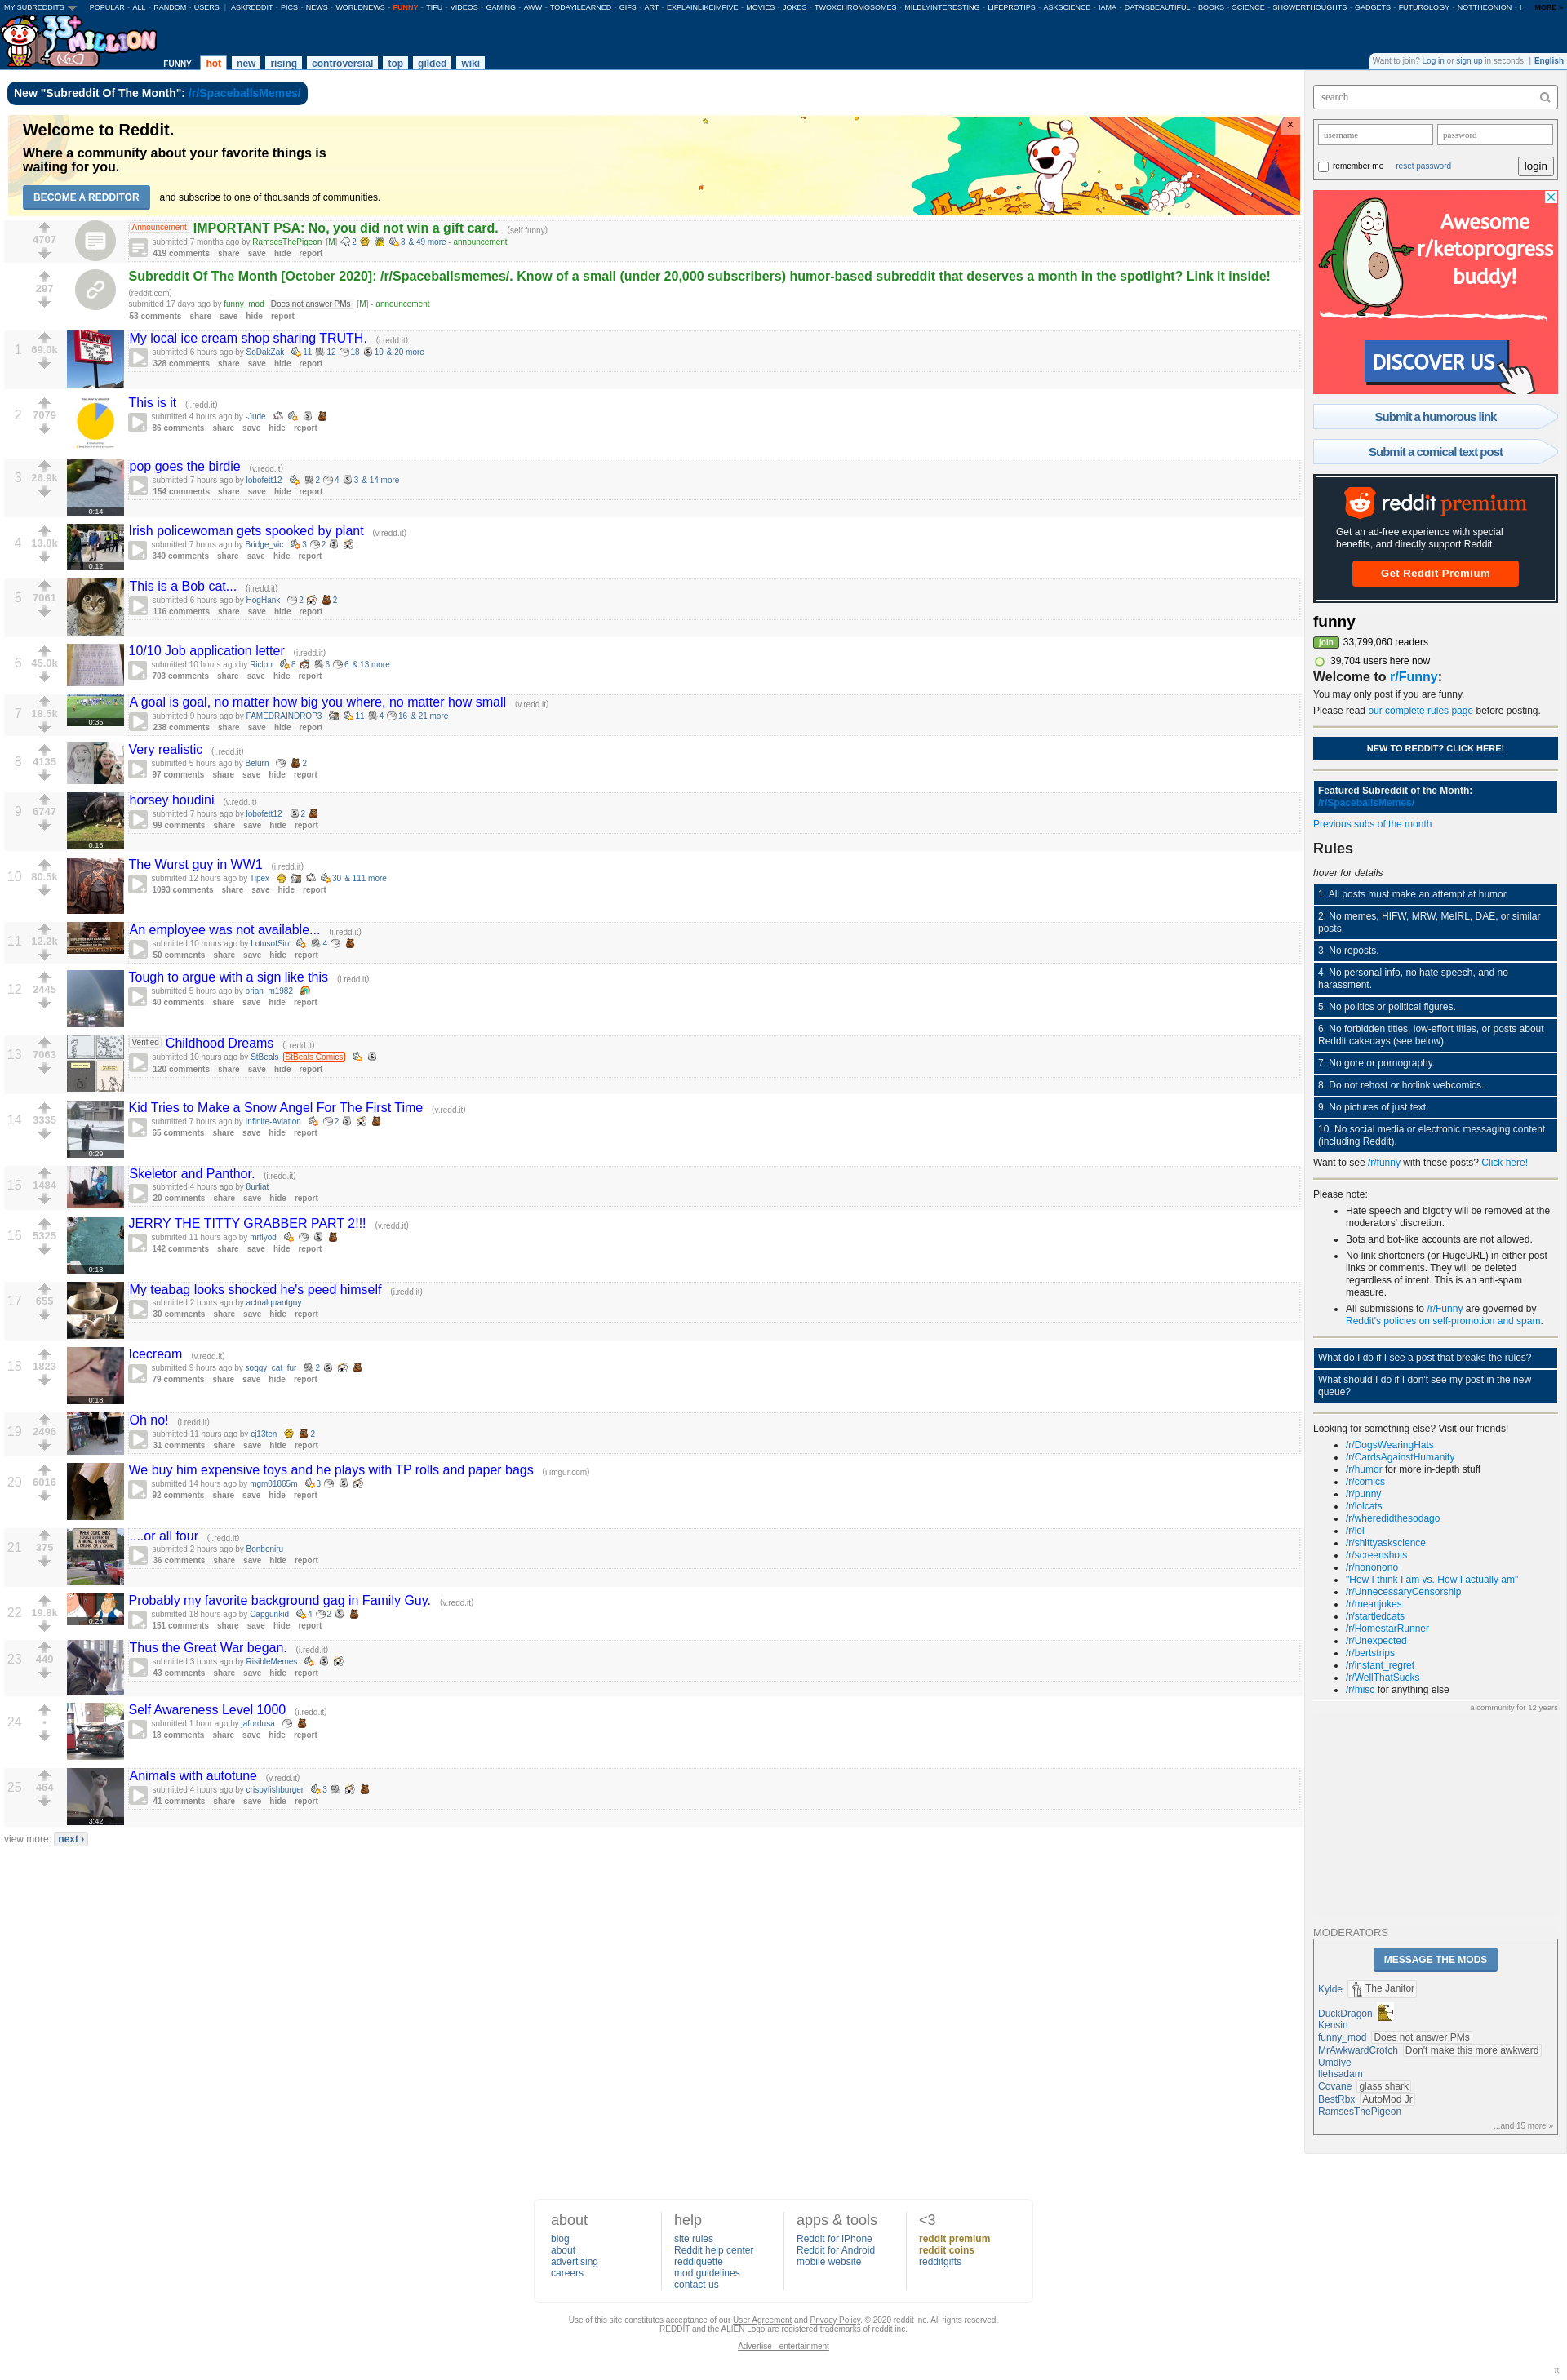 MY SUBREDDITS POPULAR - ALL - RANDOM - USERS | ASKREDDIT - PICS - NEWS - WORLDNEWS - FUNNY - TIFU - VIDEOS - GAMING - AWW - TODAYILEARNED - GIFS - ART - EXPLAINLIKEIMFIVE - MOVIES - JOKES - TWOXCHROMOSOMES - MILDLYINTERESTING - LIFEPROTIPS - ASKSCIENCE - IAMA - DATAISBEAUTIFUL - BOOKS - SCIENCE - SHOWERTHOUGHTS - GADGETS - FUTUROLOGY - NOTTHEONION - MORE »
33+ MILLION
FUNNY hot new rising controversial top gilded wiki
Want to join? Log in or sign up in seconds. | English
New "Subreddit Of The Month": /r/SpaceballsMemes/
Welcome to Reddit.
Where a community about your favorite things is
waiting for you.
BECOME A REDDITOR and subscribe to one of thousands of communities.
×
4707
Announcement IMPORTANT PSA: No, you did not win a gift card. (self.funny)
submitted 7 months ago by RamsesThePigeon [M] 2 3 & 49 more - announcement
419 comments share save hide report
297
Subreddit Of The Month [October 2020]: /r/Spaceballsmemes/. Know of a small (under 20,000 subscribers) humor-based subreddit that deserves a month in the spotlight? Link it inside!
(reddit.com)
submitted 17 days ago by funny_mod Does not answer PMs [M] - announcement
53 comments share save hide report
1 69.0k
My local ice cream shop sharing TRUTH. (i.redd.it)
submitted 6 hours ago by SoDakZak 11 12 18 10 & 20 more
328 comments share save hide report
2 7079
This is it (i.redd.it)
submitted 4 hours ago by -Jude
86 comments share save hide report
3 26.9k
0:14
pop goes the birdie (v.redd.it)
submitted 7 hours ago by lobofett12 2 4 3 & 14 more
154 comments share save hide report
4 13.8k
0:12
Irish policewoman gets spooked by plant (v.redd.it)
submitted 7 hours ago by Bridge_vic 3 2
349 comments share save hide report
5 7061
This is a Bob cat... (i.redd.it)
submitted 6 hours ago by HogHank 2 2
116 comments share save hide report
6 45.0k
10/10 Job application letter (i.redd.it)
submitted 10 hours ago by Riclon 8 6 6 & 13 more
703 comments share save hide report
7 18.5k
0:35
A goal is goal, no matter how big you where, no matter how small (v.redd.it)
submitted 9 hours ago by FAMEDRAINDROP3 11 4 16 & 21 more
238 comments share save hide report
8 4135
Very realistic (i.redd.it)
submitted 5 hours ago by Belurn 2
97 comments share save hide report
9 6747
0:15
horsey houdini (v.redd.it)
submitted 7 hours ago by lobofett12 2
99 comments share save hide report
10 80.5k
The Wurst guy in WW1 (i.redd.it)
submitted 12 hours ago by Tipex 30 & 111 more
1093 comments share save hide report
11 12.2k
An employee was not available... (i.redd.it)
submitted 10 hours ago by LotusofSin 4
50 comments share save hide report
12 2445
Tough to argue with a sign like this (i.redd.it)
submitted 5 hours ago by brian_m1982
40 comments share save hide report
13 7063
Verified Childhood Dreams (i.redd.it)
submitted 10 hours ago by StBeals StBeals Comics
120 comments share save hide report
14 3335
0:29
Kid Tries to Make a Snow Angel For The First Time (v.redd.it)
submitted 7 hours ago by Infinite-Aviation 2
65 comments share save hide report
15 1484
Skeletor and Panthor. (i.redd.it)
submitted 4 hours ago by 8urfiat
20 comments share save hide report
16 5325
0:13
JERRY THE TITTY GRABBER PART 2!!! (v.redd.it)
submitted 11 hours ago by mrflyod
142 comments share save hide report
17 655
My teabag looks shocked he's peed himself (i.redd.it)
submitted 2 hours ago by actualquantguy
30 comments share save hide report
18 1823
0:18
Icecream (v.redd.it)
submitted 9 hours ago by soggy_cat_fur 2
79 comments share save hide report
19 2496
Oh no! (i.redd.it)
submitted 11 hours ago by cj13ten 2
31 comments share save hide report
20 6016
We buy him expensive toys and he plays with TP rolls and paper bags (i.imgur.com)
submitted 14 hours ago by mgm01865m 3
92 comments share save hide report
21 375
....or all four (i.redd.it)
submitted 2 hours ago by Bonboniru
36 comments share save hide report
22 19.8k
0:26
Probably my favorite background gag in Family Guy. (v.redd.it)
submitted 18 hours ago by Capgunkid 4 2
151 comments share save hide report
23 449
Thus the Great War began. (i.redd.it)
submitted 3 hours ago by RisibleMemes
43 comments share save hide report
24 •
Self Awareness Level 1000 (i.redd.it)
submitted 1 hour ago by jafordusa
18 comments share save hide report
25 464
3:42
Animals with autotune (v.redd.it)
submitted 4 hours ago by crispyfishburger 3
41 comments share save hide report
view more: next ›
search
username password
remember me reset password login
Awesome
r/ketoprogress
buddy!
DISCOVER US
Submit a humorous link
Submit a comical text post
reddit premium
Get an ad-free experience with special
benefits, and directly support Reddit.
Get Reddit Premium
funny
join 33,799,060 readers
39,704 users here now
Welcome to r/Funny:
You may only post if you are funny.
Please read our complete rules page before posting.
NEW TO REDDIT? CLICK HERE!
Featured Subreddit of the Month:
/r/SpaceballsMemes/
Previous subs of the month
Rules
hover for details
1. All posts must make an attempt at humor.
2. No memes, HIFW, MRW, MeIRL, DAE, or similar
posts.
3. No reposts.
4. No personal info, no hate speech, and no
harassment.
5. No politics or political figures.
6. No forbidden titles, low-effort titles, or posts about
Reddit cakedays (see below).
7. No gore or pornography.
8. Do not rehost or hotlink webcomics.
9. No pictures of just text.
10. No social media or electronic messaging content
(including Reddit).
Want to see /r/funny with these posts? Click here!
Please note:
• Hate speech and bigotry will be removed at the
moderators' discretion.
• Bots and bot-like accounts are not allowed.
• No link shorteners (or HugeURL) in either post
links or comments. They will be deleted
regardless of intent. This is an anti-spam
measure.
• All submissions to /r/Funny are governed by
Reddit's policies on self-promotion and spam.
What do I do if I see a post that breaks the rules?
What should I do if I don't see my post in the new
queue?
Looking for something else? Visit our friends!
• /r/DogsWearingHats
• /r/CardsAgainstHumanity
• /r/humor for more in-depth stuff
• /r/comics
• /r/punny
• /r/lolcats
• /r/wheredidthesodago
• /r/lol
• /r/shittyaskscience
• /r/screenshots
• /r/nononono
• "How I think I am vs. How I actually am"
• /r/UnnecessaryCensorship
• /r/meanjokes
• /r/startledcats
• /r/HomestarRunner
• /r/Unexpected
• /r/bertstrips
• /r/instant_regret
• /r/WellThatSucks
• /r/misc for anything else
a community for 12 years
MODERATORS
MESSAGE THE MODS
Kylde The Janitor
DuckDragon
Kensin
funny_mod Does not answer PMs
MrAwkwardCrotch Don't make this more awkward
Umdlye
llehsadam
Covane glass shark
BestRbx AutoMod Jr
RamsesThePigeon
...and 15 more »
about
blog
about
advertising
careers
help
site rules
Reddit help center
reddiquette
mod guidelines
contact us
apps & tools
Reddit for iPhone
Reddit for Android
mobile website
<3
reddit premium
reddit coins
redditgifts
Use of this site constitutes acceptance of our User Agreement and Privacy Policy. © 2020 reddit inc. All rights reserved.
REDDIT and the ALIEN Logo are registered trademarks of reddit inc.
Advertise - entertainment
π